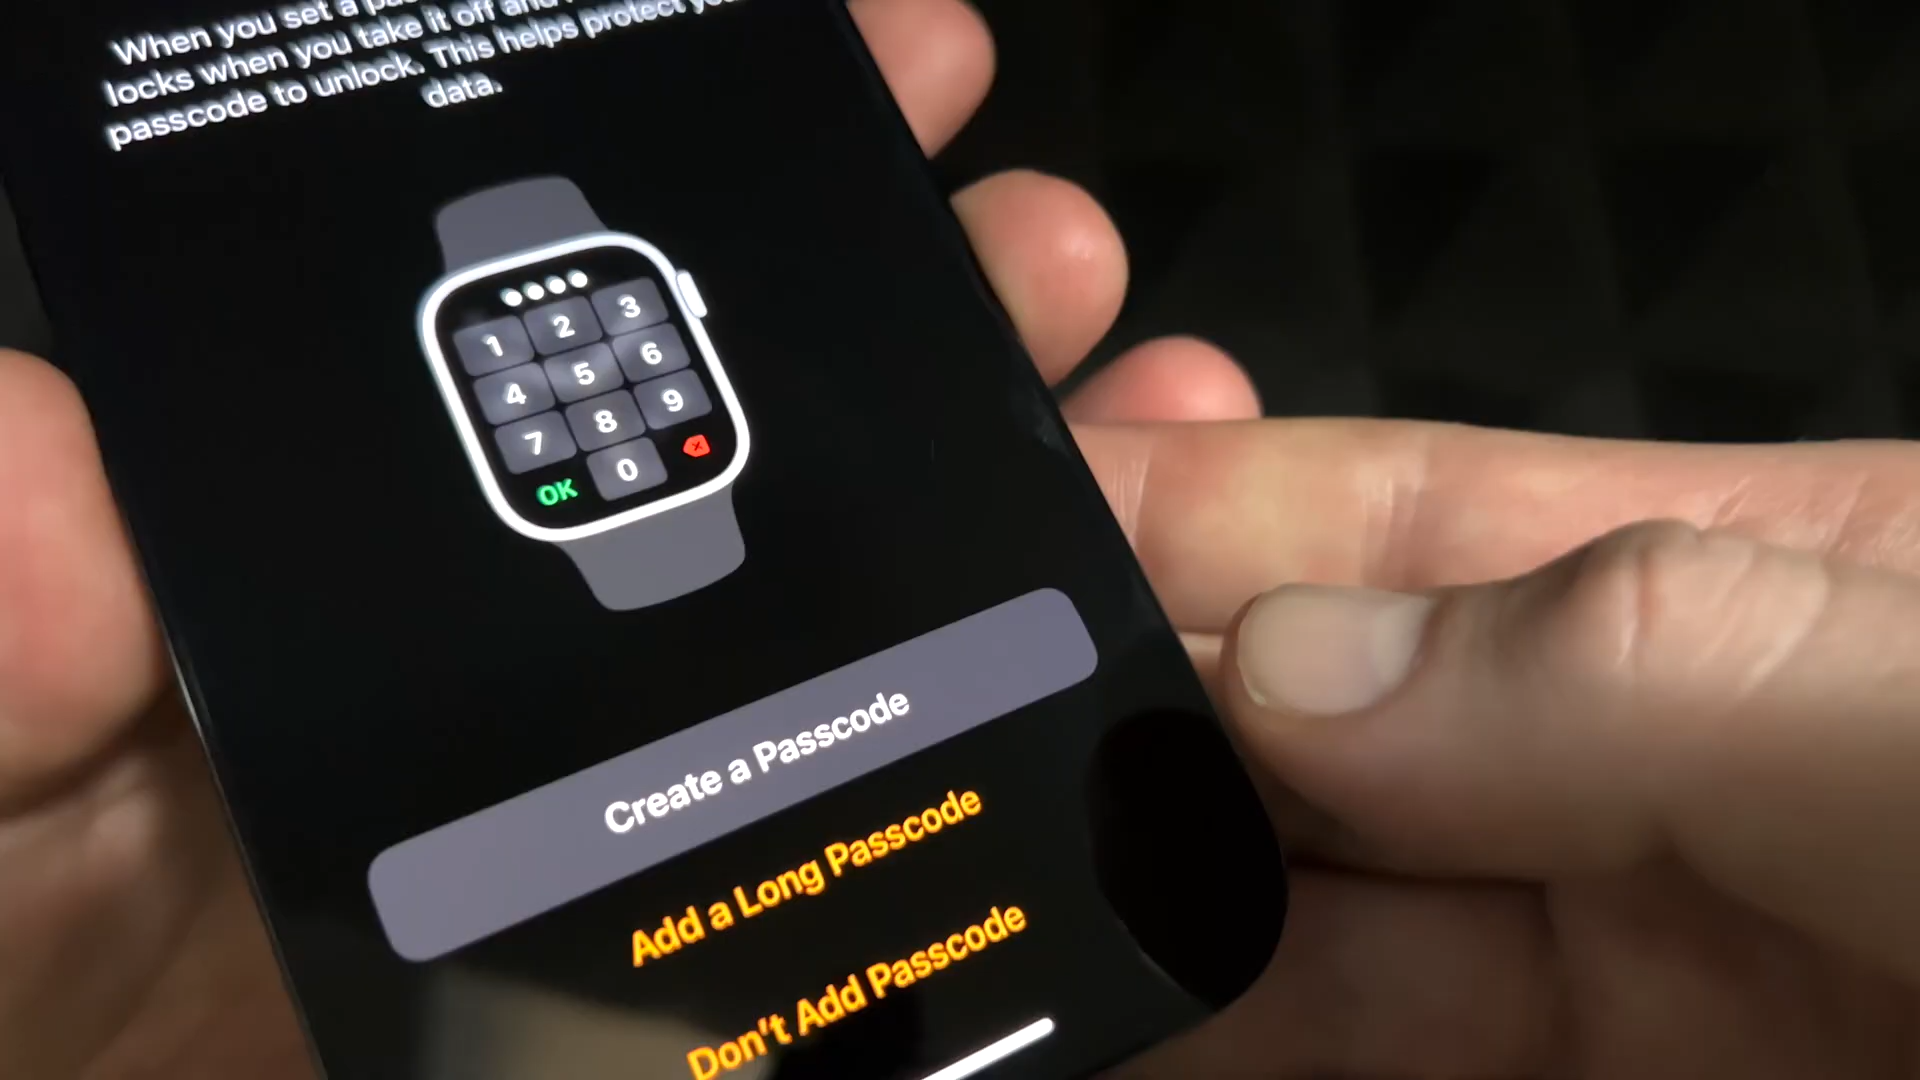 When you set a
locks when you take it off and
passcode to unlock. This helps protect
data.
1 2 3
4 5 6
7 8 9
OK 0
Create a Passcode
Add a Long Passcode
Don't Add Passcode